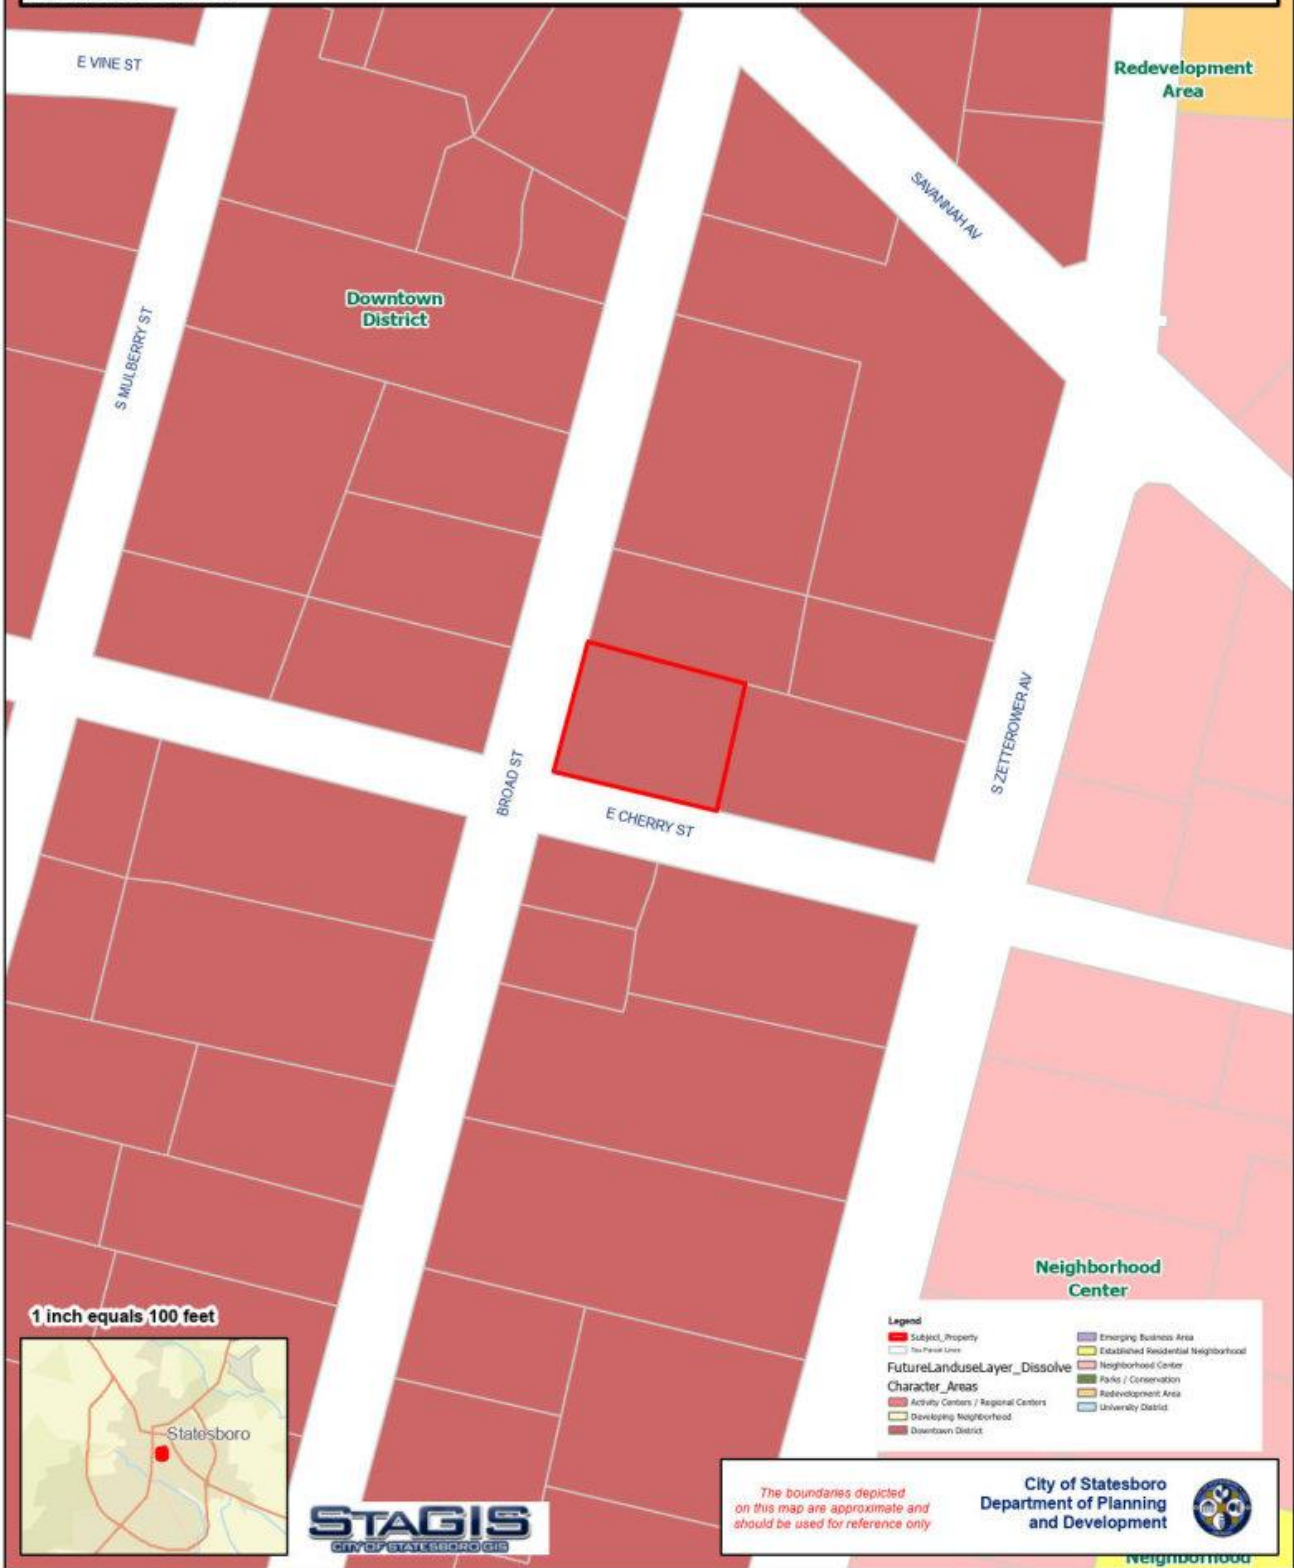 E VINE ST
Redevelopment
Area
SAVANNAH AV
Downtown
District
S MULBERRY ST
S ZETTEROWER AV
BROAD ST
E CHERRY ST
Neighborhood
Center
1 inch equals 100 feet
Statesboro
STAGIS
CITY OF STATESBORO GIS
Legend
Subject_Property
Tax Parcel Lines
FutureLanduseLayer_Dissolve
Character_Areas
Activity Centers / Regional Centers
Developing Neighborhood
Downtown District
Emerging Business Area
Established Residential Neighborhood
Neighborhood Center
Parks / Conservation
Redevelopment Area
University District
The boundaries depicted
on this map are approximate and
should be used for reference only
City of Statesboro
Department of Planning
and Development
Neighborhood